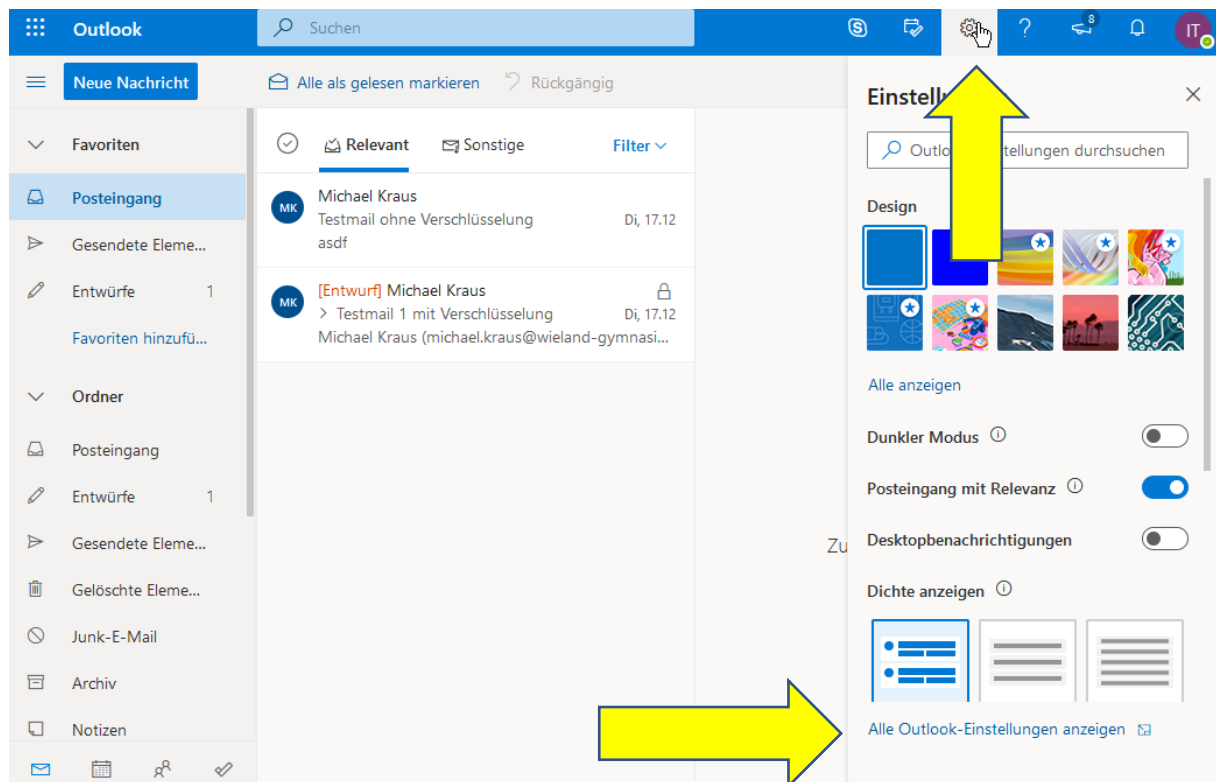 Outlook
Suchen
8
IT
Neue Nachricht
Alle als gelesen markieren
Rückgängig
Favoriten
Posteingang
Gesendete Eleme...
Entwürfe 1
Favoriten hinzufü...
Ordner
Posteingang
Entwürfe 1
Gesendete Eleme...
Gelöschte Eleme...
Junk-E-Mail
Archiv
Notizen
Relevant
Sonstige
Filter
MK
Michael Kraus
Testmail ohne Verschlüsselung Di, 17.12
asdf
MK
[Entwurf] Michael Kraus
> Testmail 1 mit Verschlüsselung Di, 17.12
Michael Kraus (michael.kraus@wieland-gymnasi...
Zu
durchsuchen
Design
Alle anzeigen
Dunkler Modus
Posteingang mit Relevanz
Desktopbenachrichtigungen
Dichte anzeigen
Alle Outlook-Einstellungen anzeigen